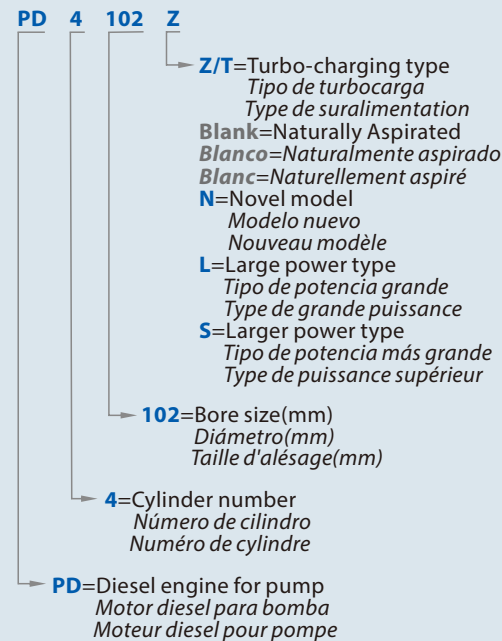 PD 4 102 Z
Z/T=Turbo-charging type
Tipo de turbocarga
Type de suralimentation
Blank=Naturally Aspirated
Blanco=Naturalmente aspirado
Blanc=Naturellement aspiré
N=Novel model
Modelo nuevo
Nouveau modèle
L=Large power type
Tipo de potencia grande
Type de grande puissance
S=Larger power type
Tipo de potencia más grande
Type de puissance supérieur
102=Bore size(mm)
Diámetro(mm)
Taille d'alésage(mm)
4=Cylinder number
Número de cilindro
Numéro de cylindre
PD=Diesel engine for pump
Motor diesel para bomba
Moteur diesel pour pompe